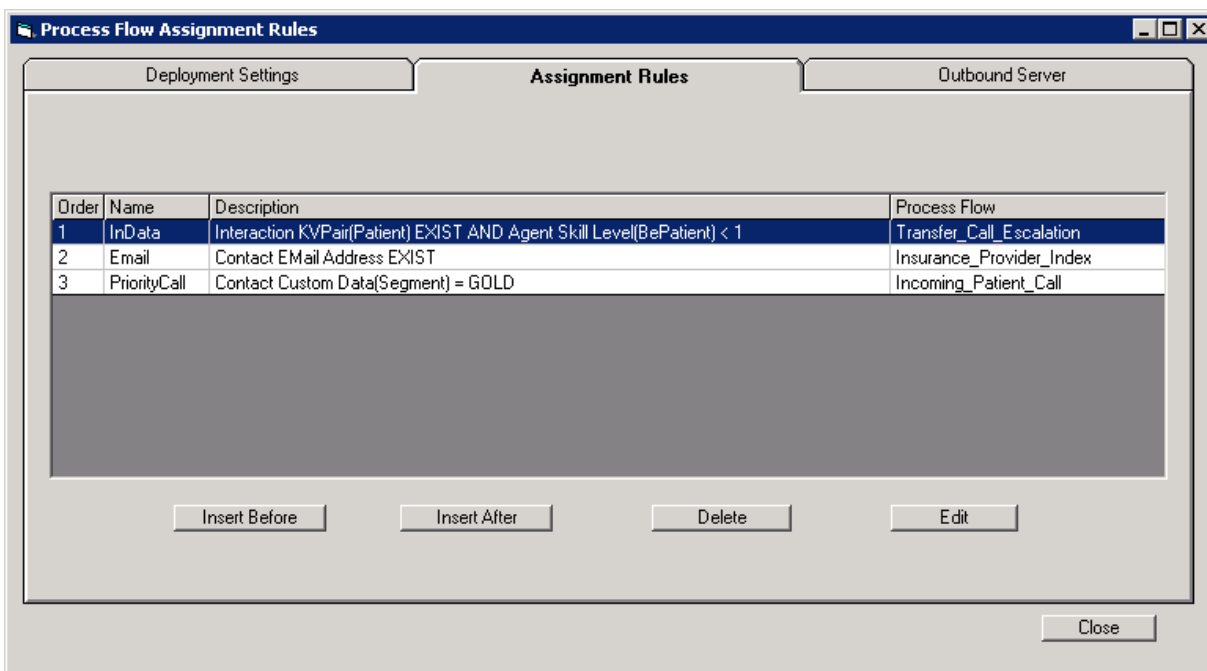 Process Flow Assignment Rules
Deployment Settings Assignment Rules Outbound Server
Order Name Description Process Flow
1 InData Interaction KVPair(Patient) EXIST AND Agent Skill Level(BePatient) < 1 Transfer_Call_Escalation
2 Email Contact EMail Address EXIST Insurance_Provider_Index
3 PriorityCall Contact Custom Data(Segment) = GOLD Incoming_Patient_Call
Insert Before Insert After Delete Edit
Close